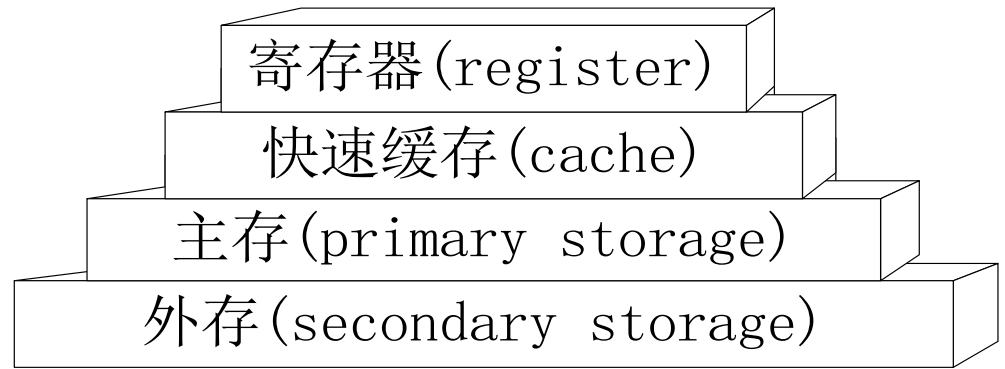 寄存器(register)
快速缓存(cache)
主存(primary storage)
外存(secondary storage)